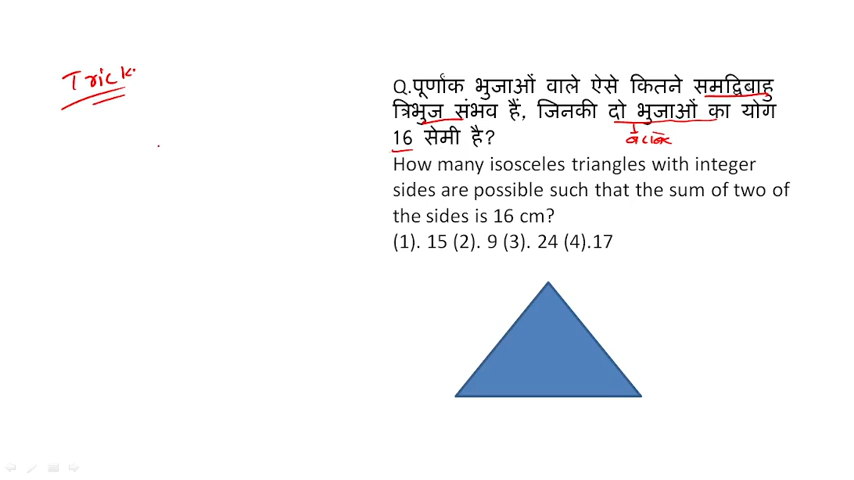 Trick
Q.पूर्णांक भुजाओं वाले ऐसे कितने समद्विबाहु
त्रिभुज संभव हैं, जिनकी दो भुजाओं का योग
16 सेमी है?
How many isosceles triangles with integer
sides are possible such that the sum of two of
the sides is 16 cm?
(1). 15 (2). 9 (3). 24 (4).17